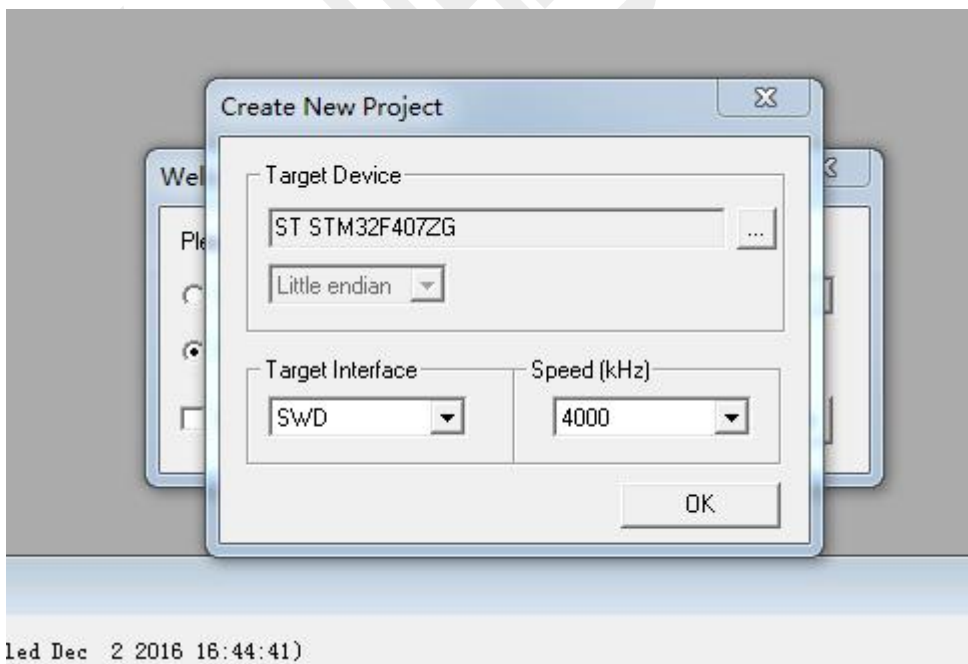 Create New Project
Wel
Target Device
ST STM32F407ZG
...
Ple
Little endian
Target Interface
Speed (kHz)
SWD
4000
OK
led Dec 2 2016 16:44:41)